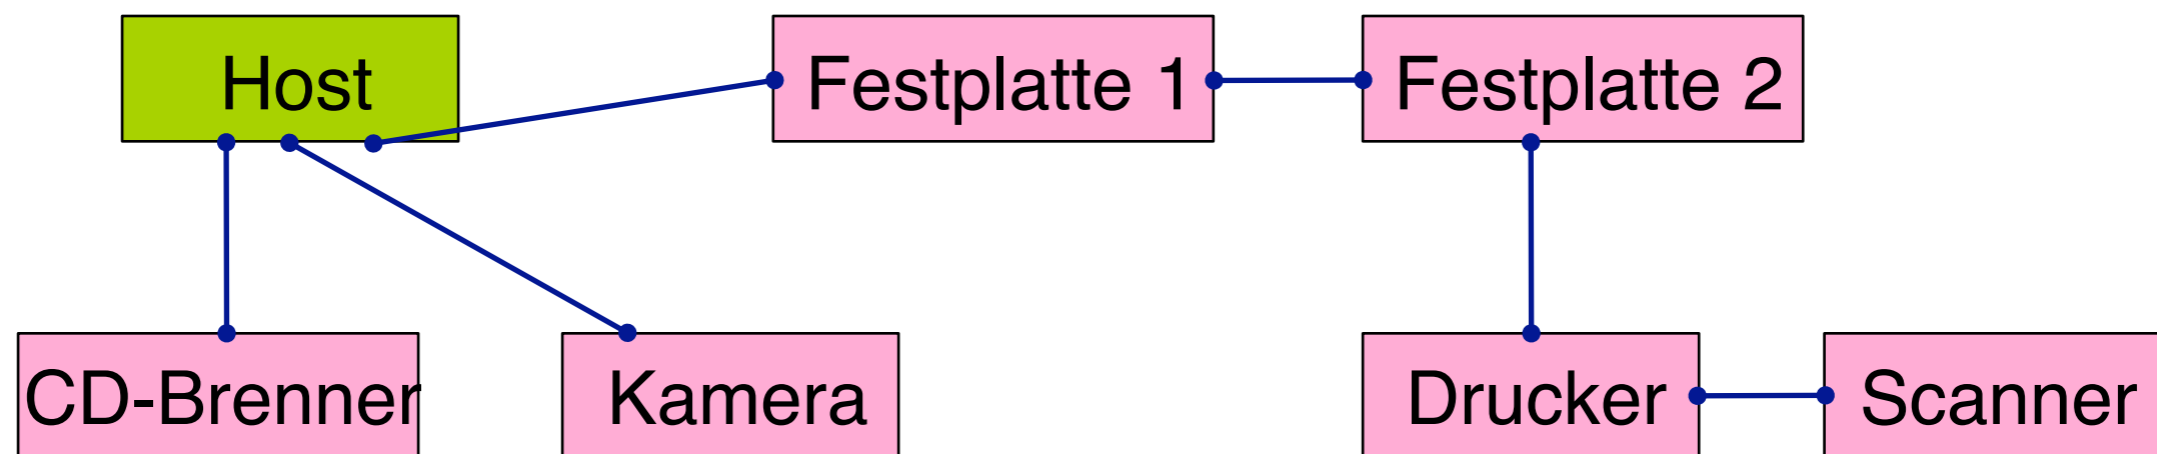 Host
Festplatte 1
Festplatte 2
CD-Brenner
Kamera
Drucker
Scanner